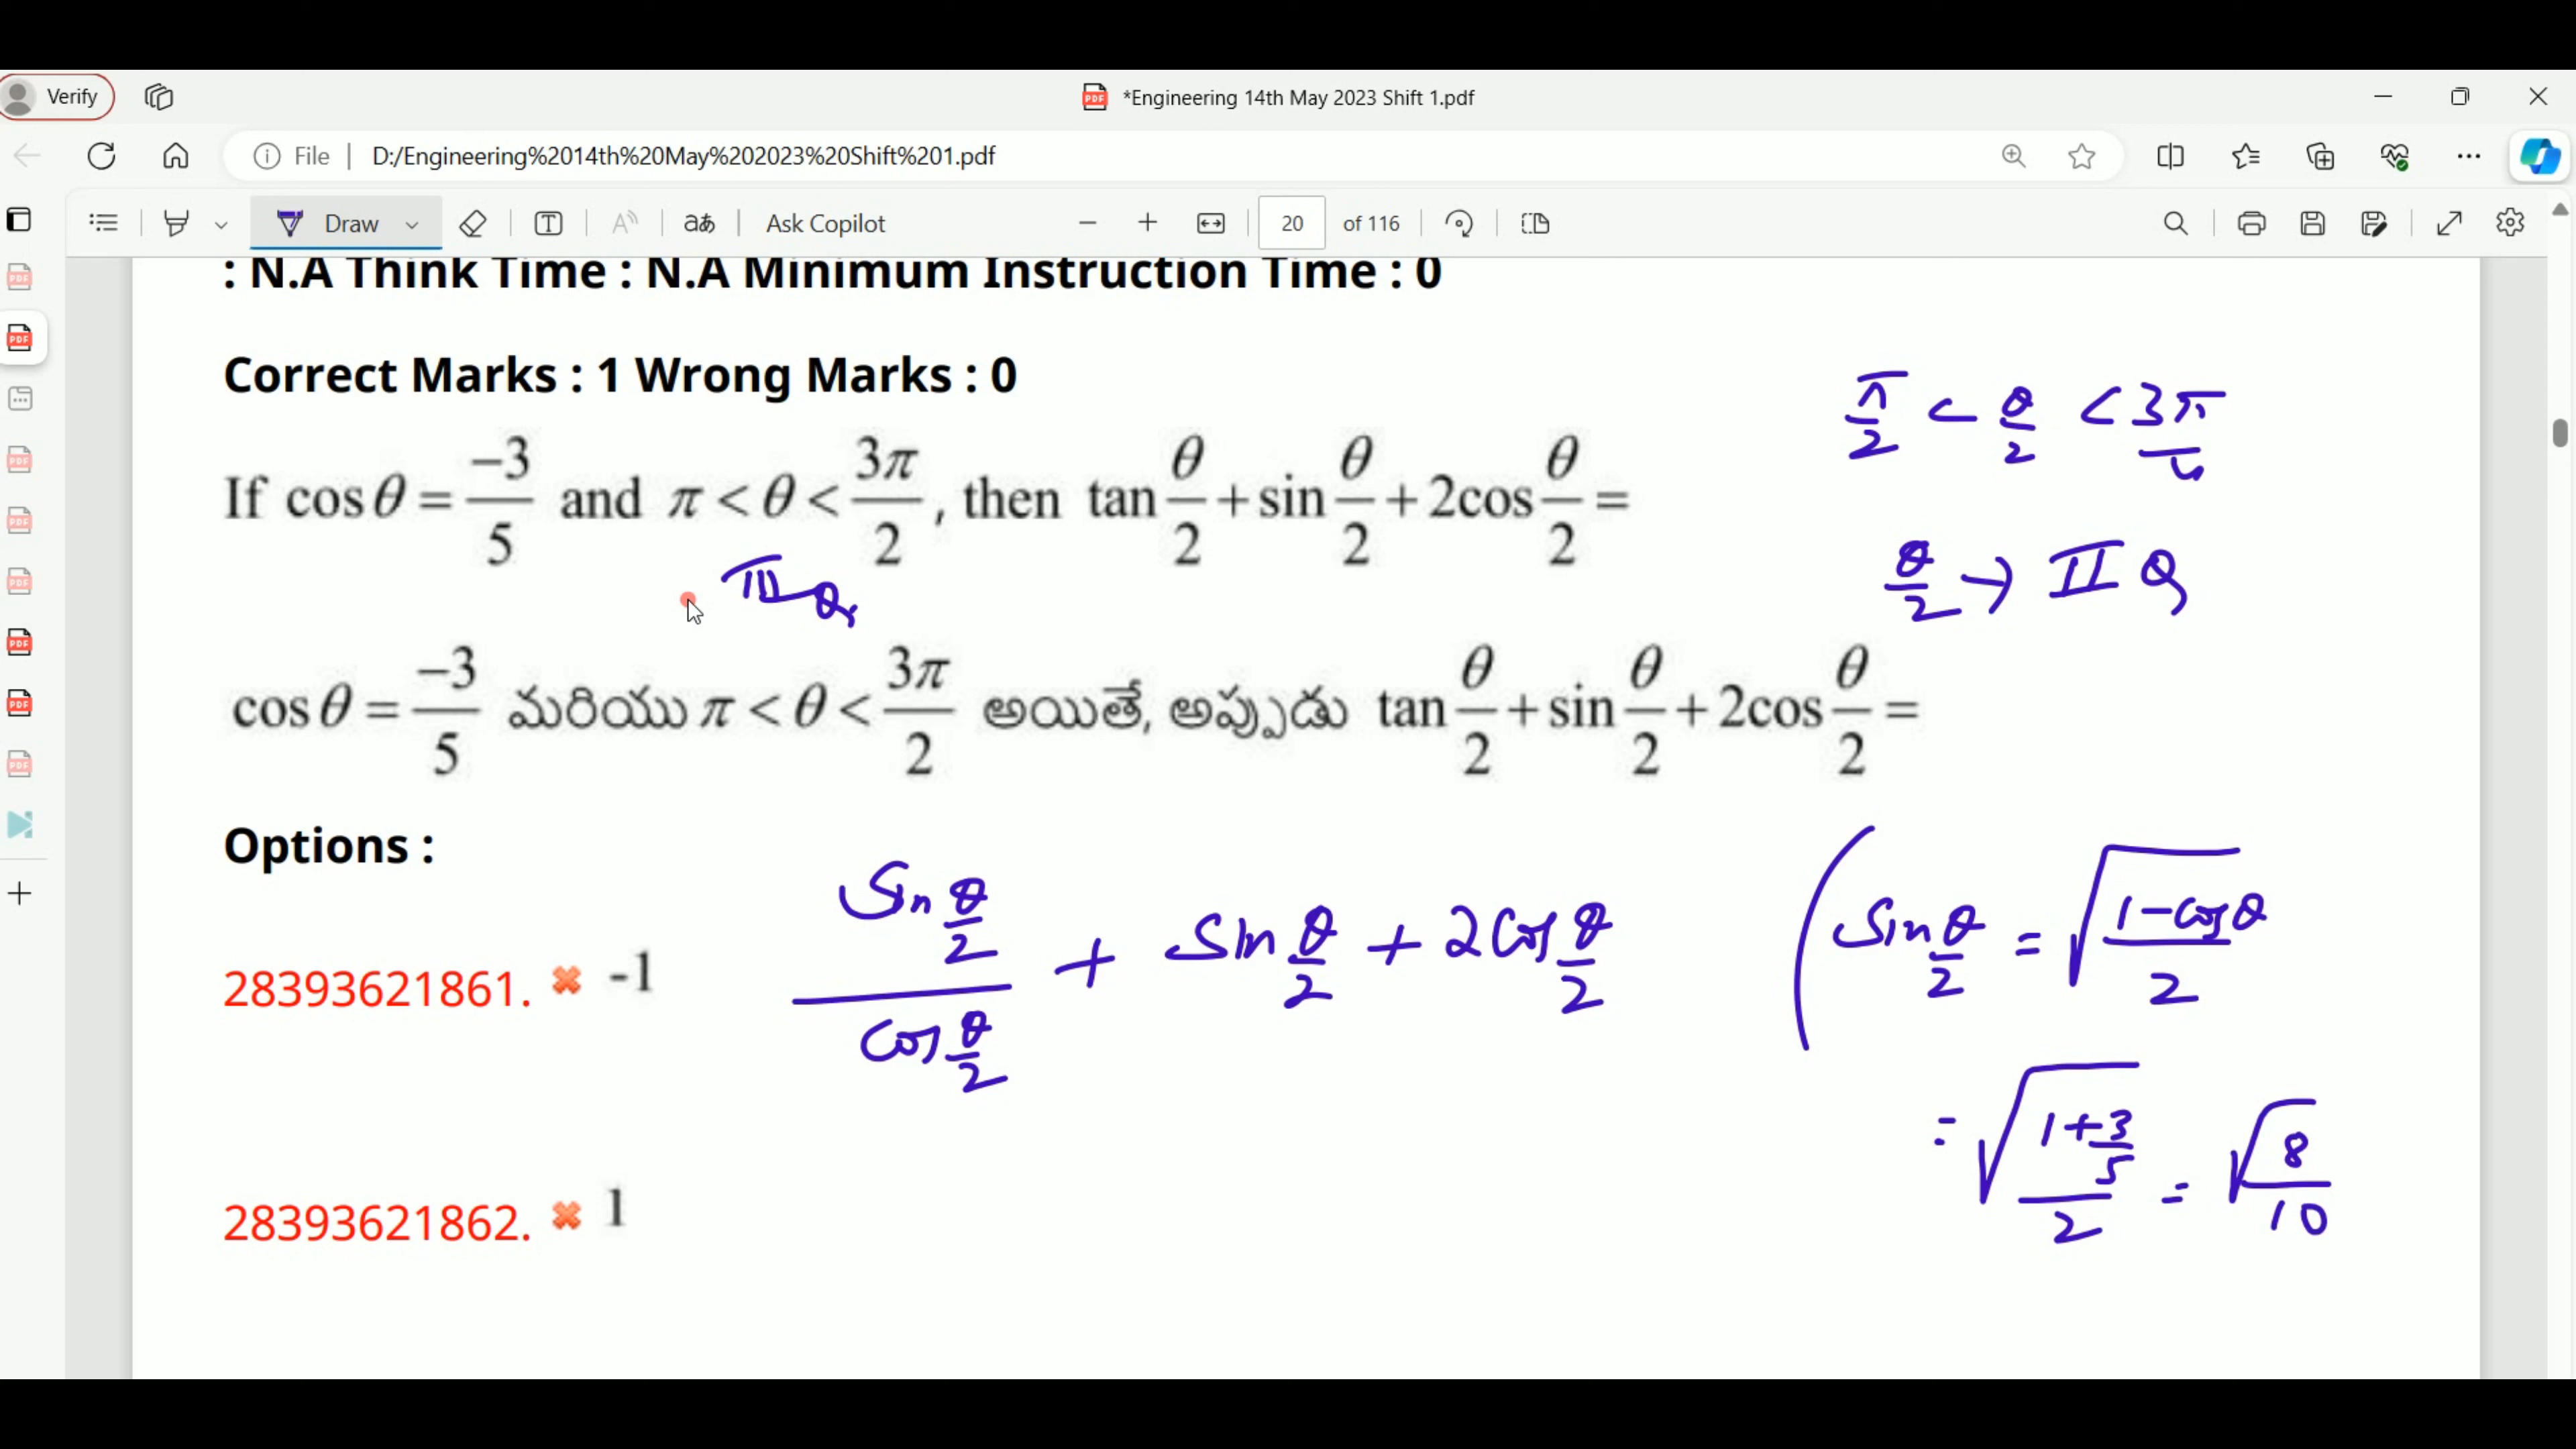 Verify
*Engineering 14th May 2023 Shift 1.pdf
File | D:/Engineering%2014th%20May%202023%20Shift%201.pdf
Draw
aあ
Ask Copilot
20 of 116
: N.A Think Time : N.A Minimum Instruction Time : 0
Correct Marks : 1 Wrong Marks : 0
π/2 < θ/2 < 3π/4
If cos θ = -3/5 and π < θ < 3π/2, then tan θ/2 + sin θ/2 + 2cos θ/2 =
III Q
θ/2 → II Q
cos θ = -3/5 మరియు π < θ < 3π/2 అయితే, అప్పుడు tan θ/2 + sin θ/2 + 2cos θ/2 =
Options :
Sin θ/2 / Cos θ/2 + Sin θ/2 + 2 Cos θ/2
Sin θ/2 = √((1 - Cos θ)/2)
28393621861. ✖ -1
= √((1 + 3/5)/2) = √(8/10)
28393621862. ✖ 1